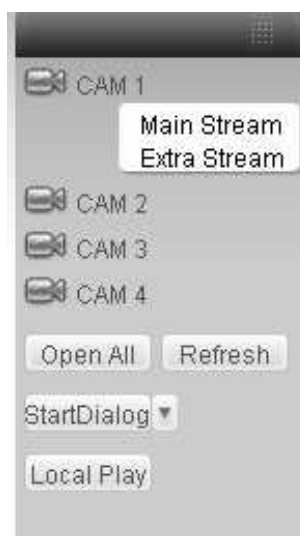 CAM 1
Main Stream
Extra Stream
CAM 2
CAM 3
CAM 4
Open All Refresh
StartDialog
Local Play